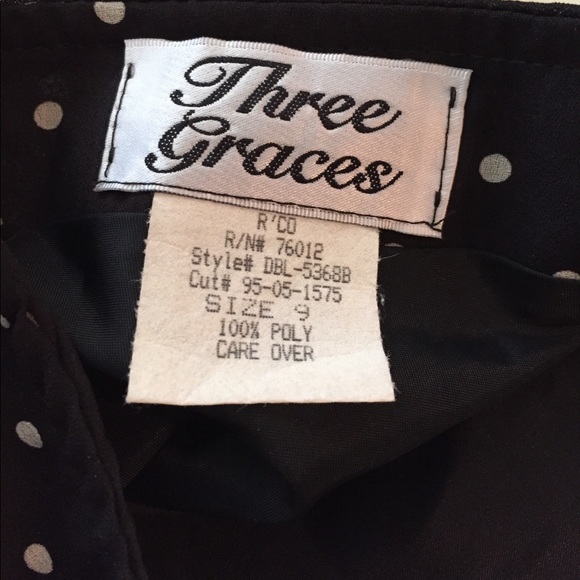 Three
Graces
R'CO
R/N# 76012
Style# DBL-5368B
Cut# 95-05-1575
SIZE 9
100% POLY
CARE OVER